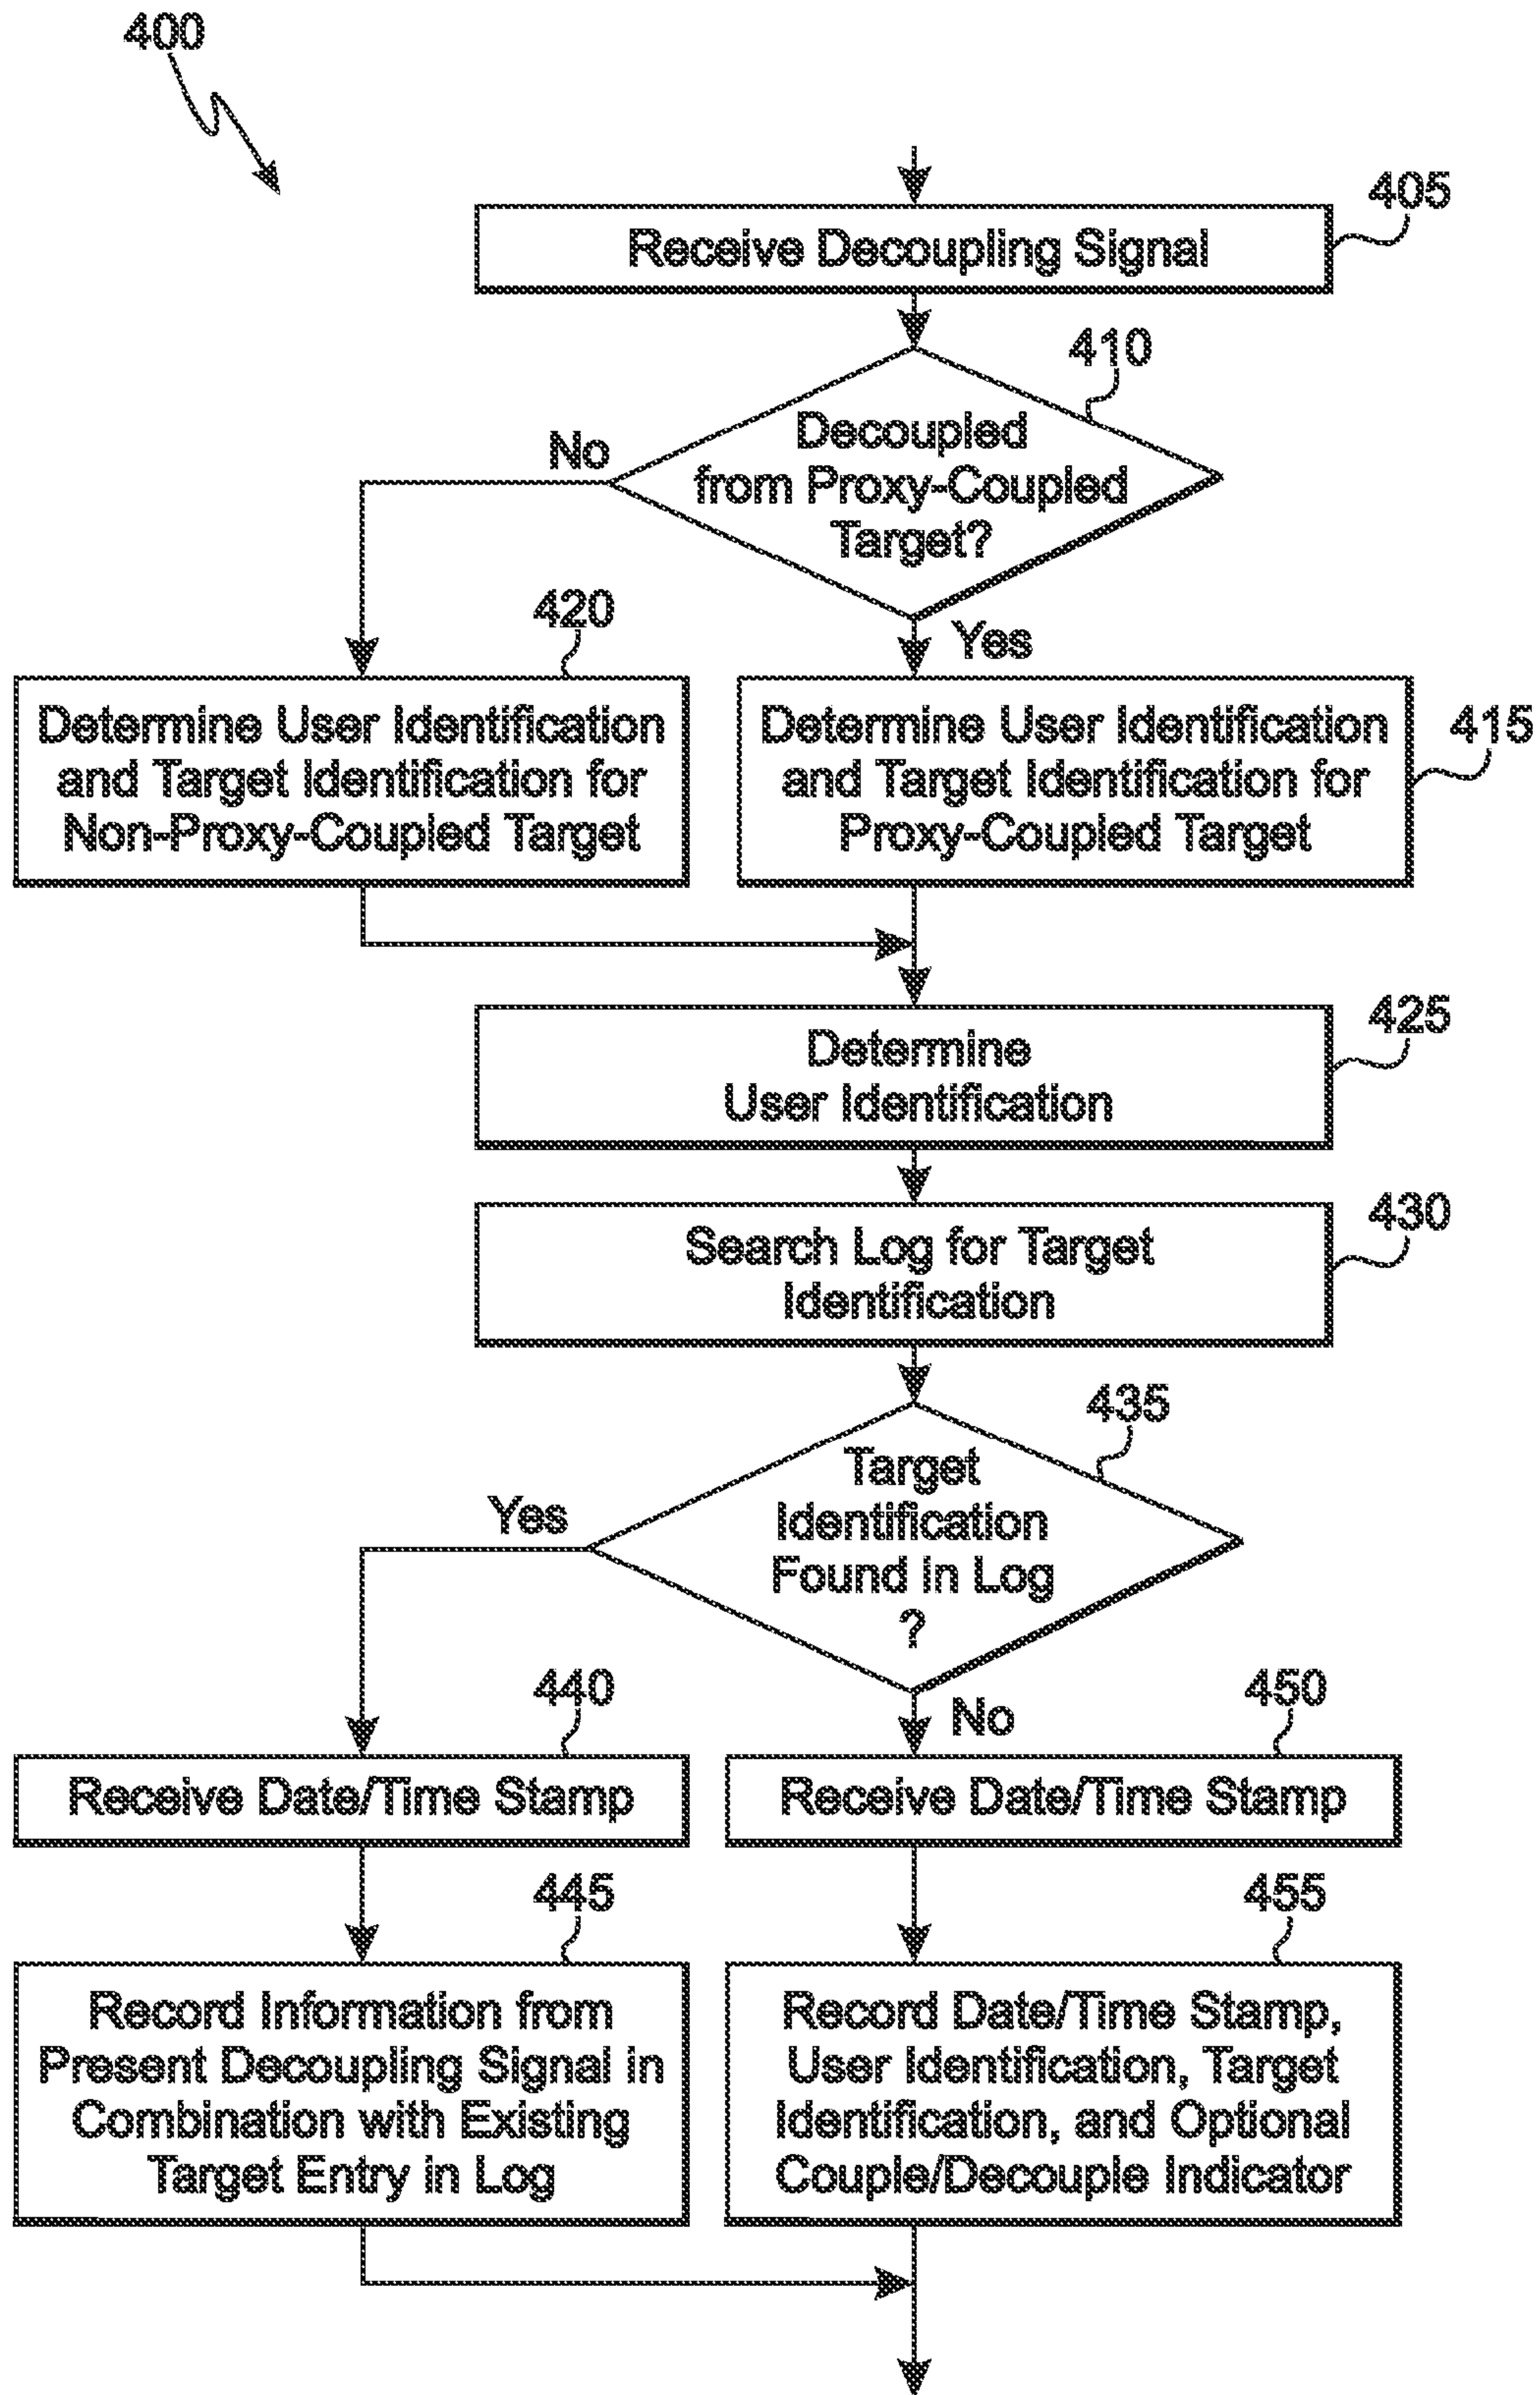 400
405
Receive Decoupling Signal
410
Decoupled
from Proxy-Coupled
Target?
No
Yes
420
Determine User Identification
and Target Identification for
Non-Proxy-Coupled Target
415
Determine User Identification
and Target Identification for
Proxy-Coupled Target
425
Determine
User Identification
430
Search Log for Target
Identification
435
Target
Identification
Found in Log
?
Yes
No
440
Receive Date/Time Stamp
450
Receive Date/Time Stamp
445
Record Information from
Present Decoupling Signal in
Combination with Existing
Target Entry in Log
455
Record Date/Time Stamp,
User Identification, Target
Identification, and Optional
Couple/Decouple Indicator